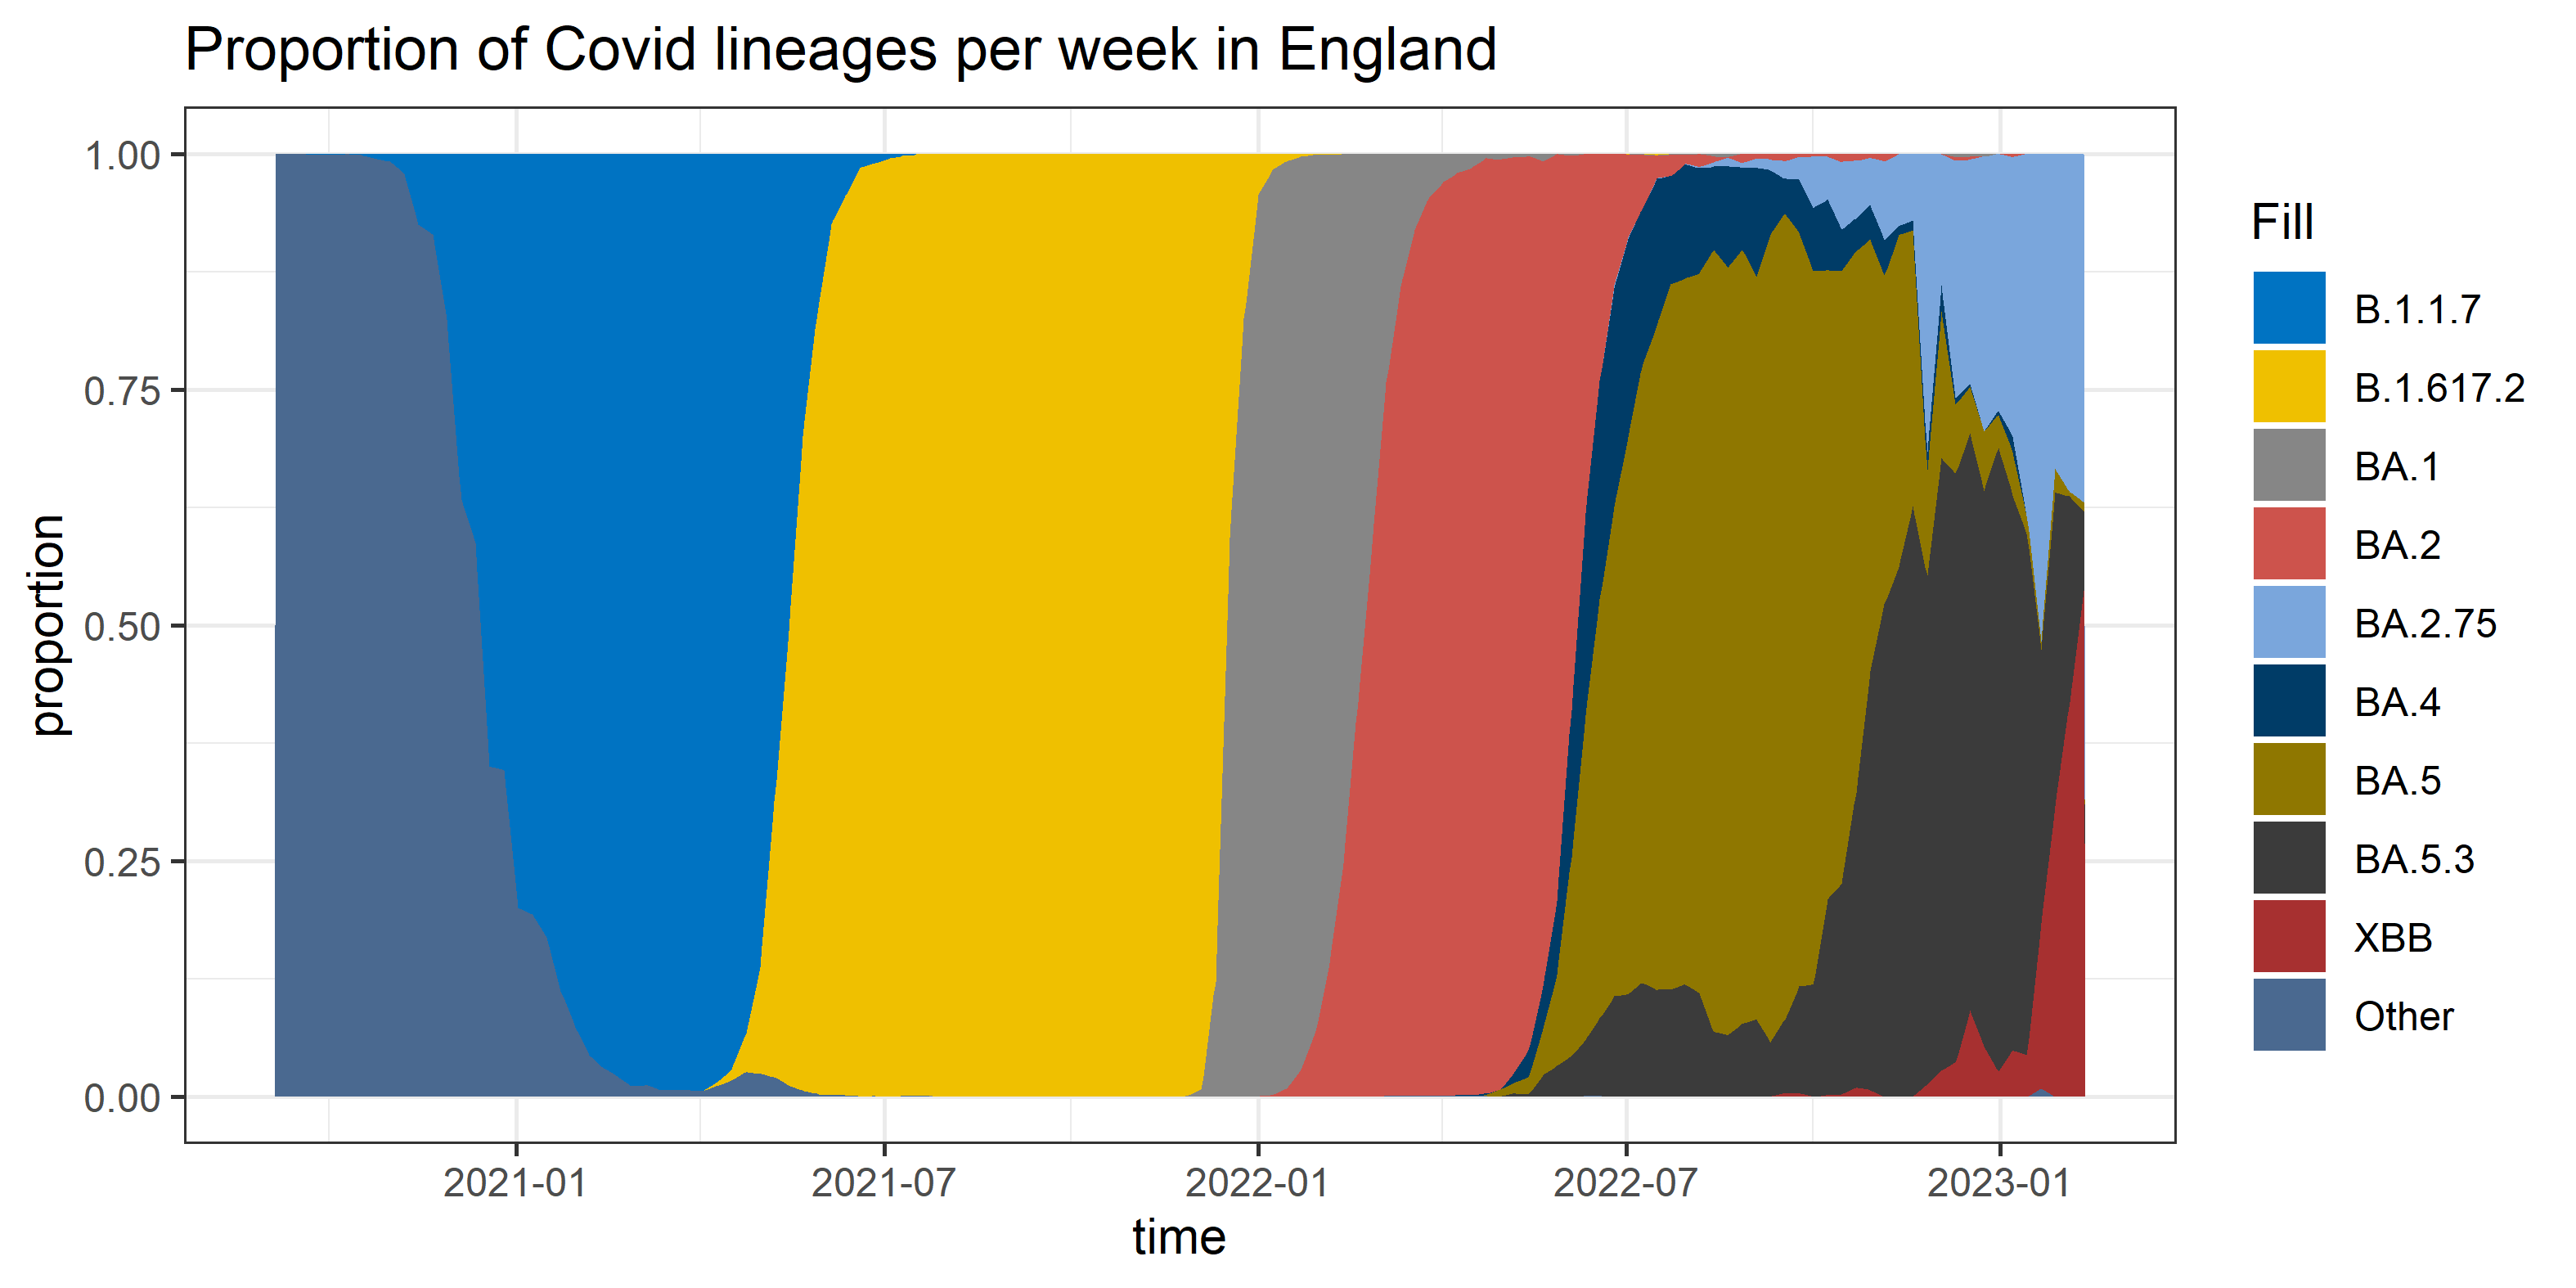 Proportion of Covid lineages per week in England
1.00
0.75
0.50
0.25
0.00
proportion
2021-01
2021-07
2022-01
2022-07
2023-01
time
Fill
B.1.1.7
B.1.617.2
BA.1
BA.2
BA.2.75
BA.4
BA.5
BA.5.3
XBB
Other